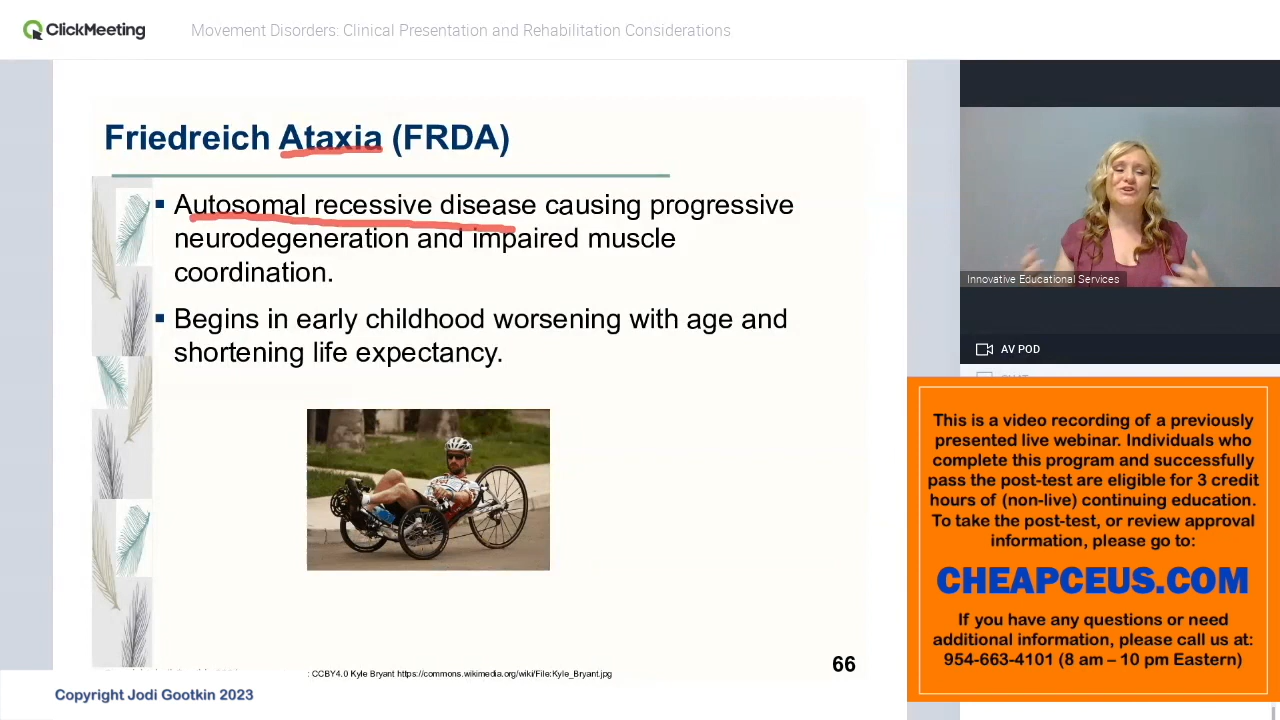 ClickMeeting
Movement Disorders: Clinical Presentation and Rehabilitation Considerations
Friedreich Ataxia (FRDA)
Autosomal recessive disease causing progressive
neurodegeneration and impaired muscle
coordination.
Begins in early childhood worsening with age and
shortening life expectancy.
: CCBY4.0 Kyle Bryant https://commons.wikimedia.org/wiki/File:Kyle_Bryant.jpg
66
Copyright Jodi Gootkin 2023
Innovative Educational Services
AV POD
This is a video recording of a previously
presented live webinar. Individuals who
complete this program and successfully
pass the post-test are eligible for 3 credit
hours of (non-live) continuing education.
To take the post-test, or review approval
information, please go to:
CHEAPCEUS.COM
If you have any questions or need
additional information, please call us at:
954-663-4101 (8 am – 10 pm Eastern)